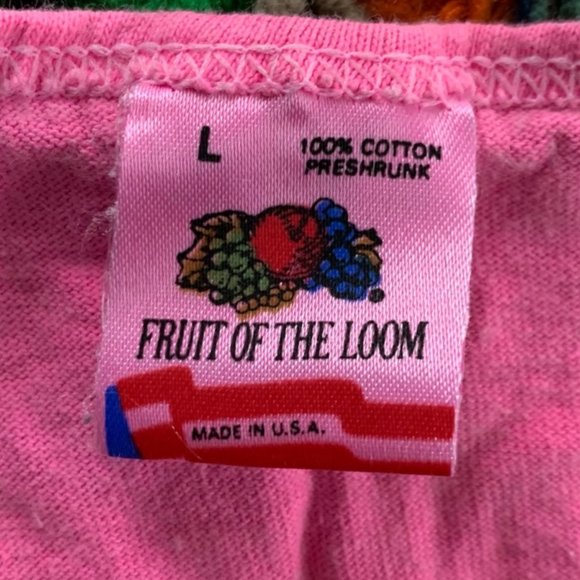 L
100% COTTON
PRESHRUNK
FRUIT OF THE LOOM
MADE IN U.S.A.